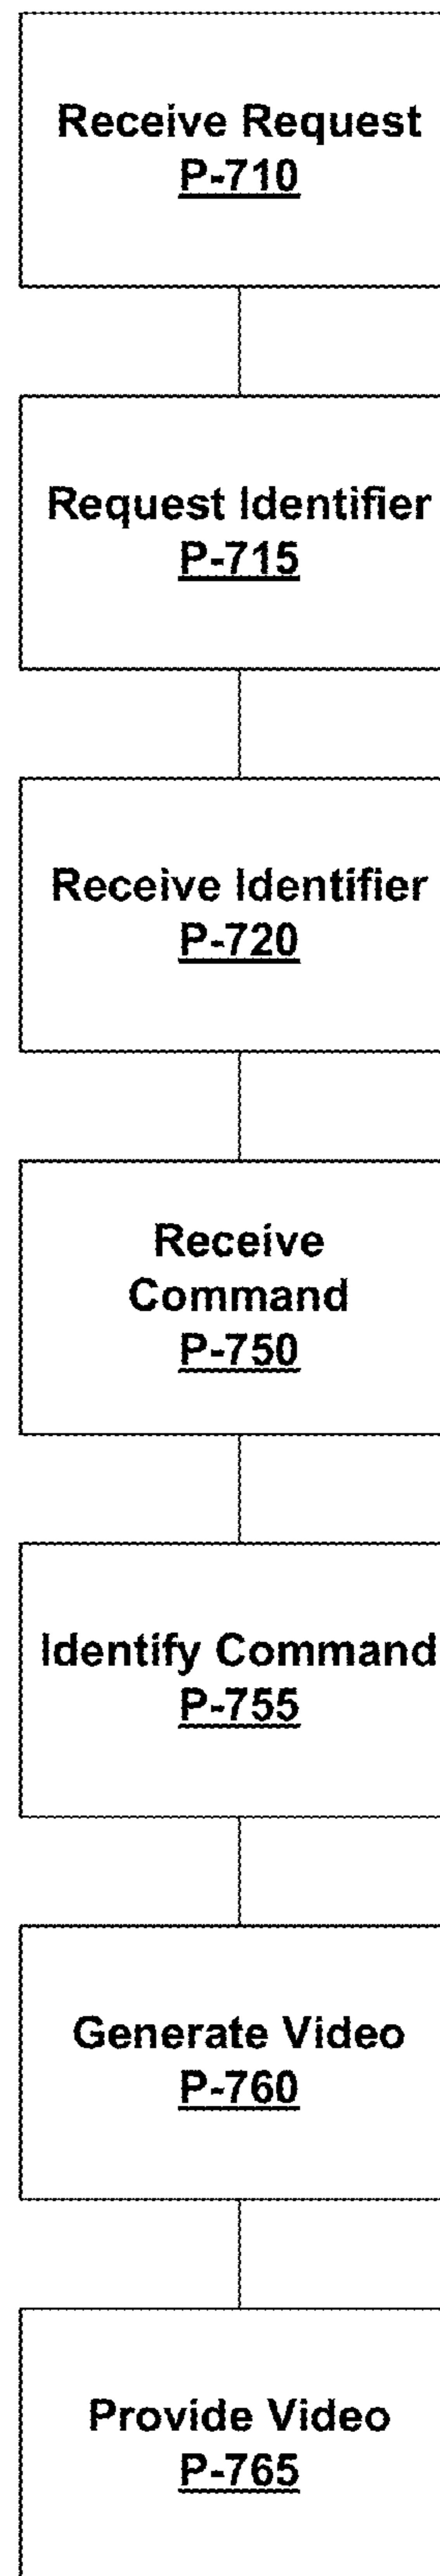 Receive Request
P-710
Request Identifier
P-715
Receive Identifier
P-720
Receive
Command
P-750
Identify Command
P-755
Generate Video
P-760
Provide Video
P-765